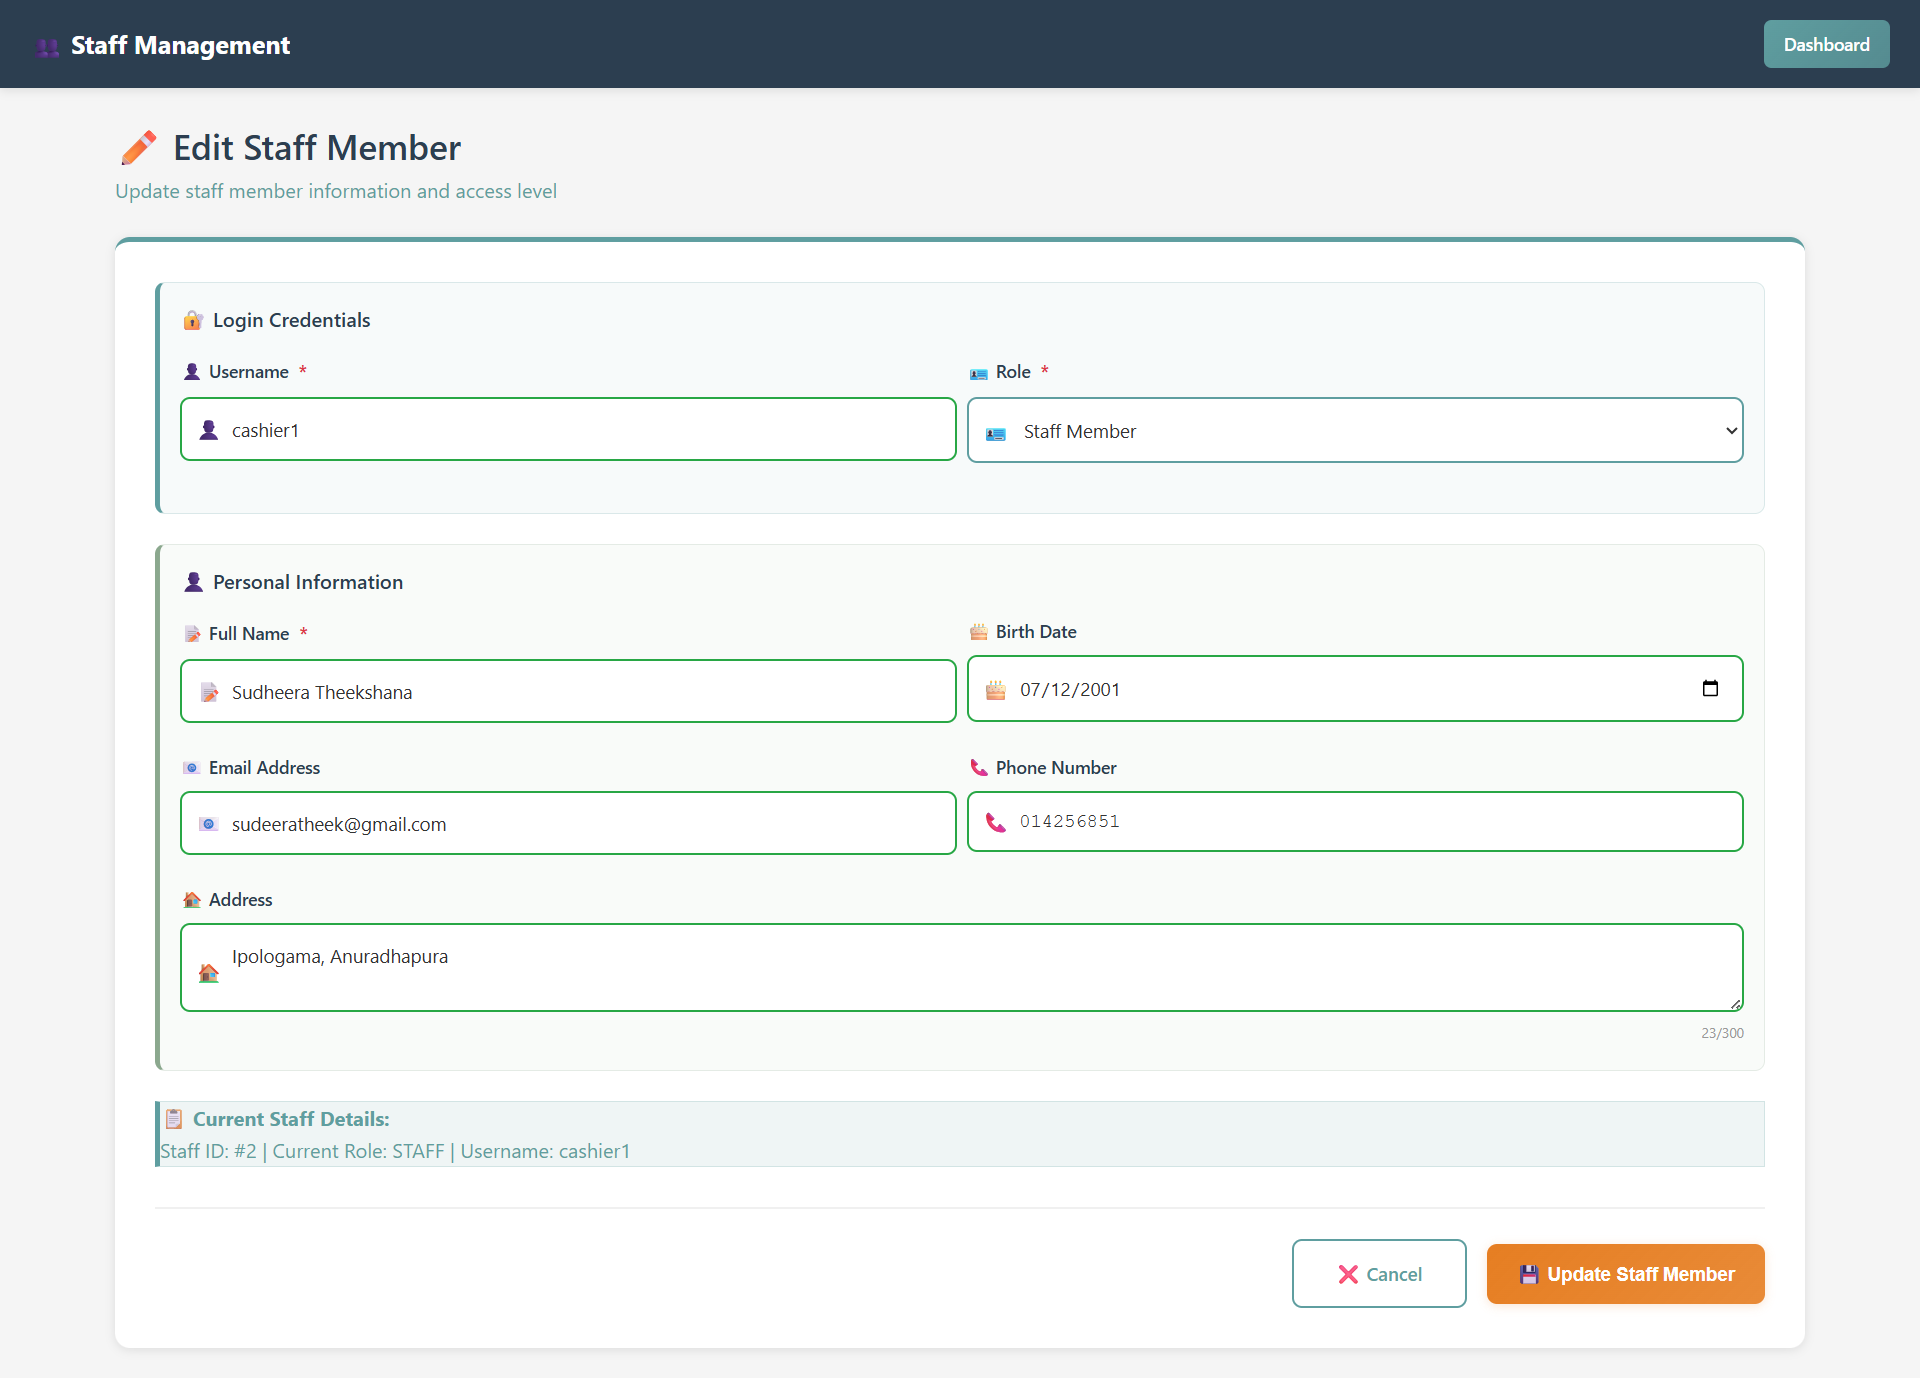 Staff Management
Dashboard
Edit Staff Member
Update staff member information and access level
Login Credentials
Username *
Role *
cashier1
Staff Member
Personal Information
Full Name *
Birth Date
Sudheera Theekshana
07/12/2001
Email Address
Phone Number
sudeeratheek@gmail.com
014256851
Address
Ipologama, Anuradhapura
23/300
Current Staff Details:
Staff ID: #2 | Current Role: STAFF | Username: cashier1
Cancel
Update Staff Member